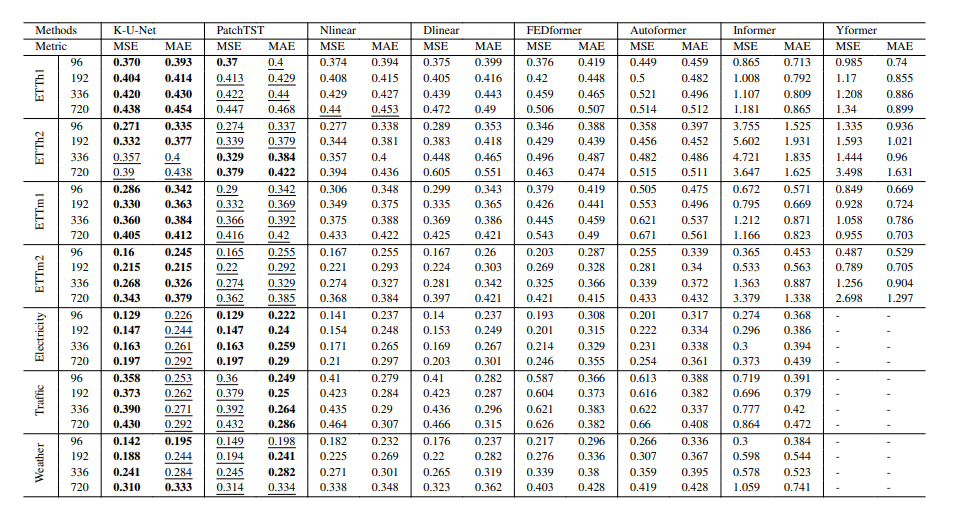 Methods K-U-Net PatchTST Nlinear Dlinear FEDformer Autoformer Informer Yformer
Metric MSE MAE MSE MAE MSE MAE MSE MAE MSE MAE MSE MAE MSE MAE MSE MAE
ETTh1
96 0.370 0.393 0.37 0.4 0.374 0.394 0.375 0.399 0.376 0.419 0.449 0.459 0.865 0.713 0.985 0.74
192 0.404 0.414 0.413 0.429 0.408 0.415 0.405 0.416 0.42 0.448 0.5 0.482 1.008 0.792 1.17 0.855
336 0.420 0.430 0.422 0.44 0.429 0.427 0.439 0.443 0.459 0.465 0.521 0.496 1.107 0.809 1.208 0.886
720 0.438 0.454 0.447 0.468 0.44 0.453 0.472 0.49 0.506 0.507 0.514 0.512 1.181 0.865 1.34 0.899
ETTh2
96 0.271 0.335 0.274 0.337 0.277 0.338 0.289 0.353 0.346 0.388 0.358 0.397 3.755 1.525 1.335 0.936
192 0.332 0.377 0.339 0.379 0.344 0.381 0.383 0.418 0.429 0.439 0.456 0.452 5.602 1.931 1.593 1.021
336 0.357 0.4 0.329 0.384 0.357 0.4 0.448 0.465 0.496 0.487 0.482 0.486 4.721 1.835 1.444 0.96
720 0.39 0.438 0.379 0.422 0.394 0.436 0.605 0.551 0.463 0.474 0.515 0.511 3.647 1.625 3.498 1.631
ETTm1
96 0.286 0.342 0.29 0.342 0.306 0.348 0.299 0.343 0.379 0.419 0.505 0.475 0.672 0.571 0.849 0.669
192 0.330 0.363 0.332 0.369 0.349 0.375 0.335 0.365 0.426 0.441 0.553 0.496 0.795 0.669 0.928 0.724
336 0.360 0.384 0.366 0.392 0.375 0.388 0.369 0.386 0.445 0.459 0.621 0.537 1.212 0.871 1.058 0.786
720 0.405 0.412 0.416 0.42 0.433 0.422 0.425 0.421 0.543 0.49 0.671 0.561 1.166 0.823 0.955 0.703
ETTm2
96 0.16 0.245 0.165 0.255 0.167 0.255 0.167 0.26 0.203 0.287 0.255 0.339 0.365 0.453 0.487 0.529
192 0.215 0.215 0.22 0.292 0.221 0.293 0.224 0.303 0.269 0.328 0.281 0.34 0.533 0.563 0.789 0.705
336 0.268 0.326 0.274 0.329 0.274 0.327 0.281 0.342 0.325 0.366 0.339 0.372 1.363 0.887 1.256 0.904
720 0.343 0.379 0.362 0.385 0.368 0.384 0.397 0.421 0.421 0.415 0.433 0.432 3.379 1.338 2.698 1.297
Electricity
96 0.129 0.226 0.129 0.222 0.141 0.237 0.14 0.237 0.193 0.308 0.201 0.317 0.274 0.368 - -
192 0.147 0.244 0.147 0.24 0.154 0.248 0.153 0.249 0.201 0.315 0.222 0.334 0.296 0.386 - -
336 0.163 0.261 0.163 0.259 0.171 0.265 0.169 0.267 0.214 0.329 0.231 0.338 0.3 0.394 - -
720 0.197 0.292 0.197 0.29 0.21 0.297 0.203 0.301 0.246 0.355 0.254 0.361 0.373 0.439 - -
Traffic
96 0.358 0.253 0.36 0.249 0.41 0.279 0.41 0.282 0.587 0.366 0.613 0.388 0.719 0.391 - -
192 0.373 0.262 0.379 0.25 0.423 0.284 0.423 0.287 0.604 0.373 0.616 0.382 0.696 0.379 - -
336 0.390 0.271 0.392 0.264 0.435 0.29 0.436 0.296 0.621 0.383 0.622 0.337 0.777 0.42 - -
720 0.430 0.292 0.432 0.286 0.464 0.307 0.466 0.315 0.626 0.382 0.66 0.408 0.864 0.472 - -
Weather
96 0.142 0.195 0.149 0.198 0.182 0.232 0.176 0.237 0.217 0.296 0.266 0.336 0.3 0.384 - -
192 0.188 0.244 0.194 0.241 0.225 0.269 0.22 0.282 0.276 0.336 0.307 0.367 0.598 0.544 - -
336 0.241 0.284 0.245 0.282 0.271 0.301 0.265 0.319 0.339 0.38 0.359 0.395 0.578 0.523 - -
720 0.310 0.333 0.314 0.334 0.338 0.348 0.323 0.362 0.403 0.428 0.419 0.428 1.059 0.741 - -